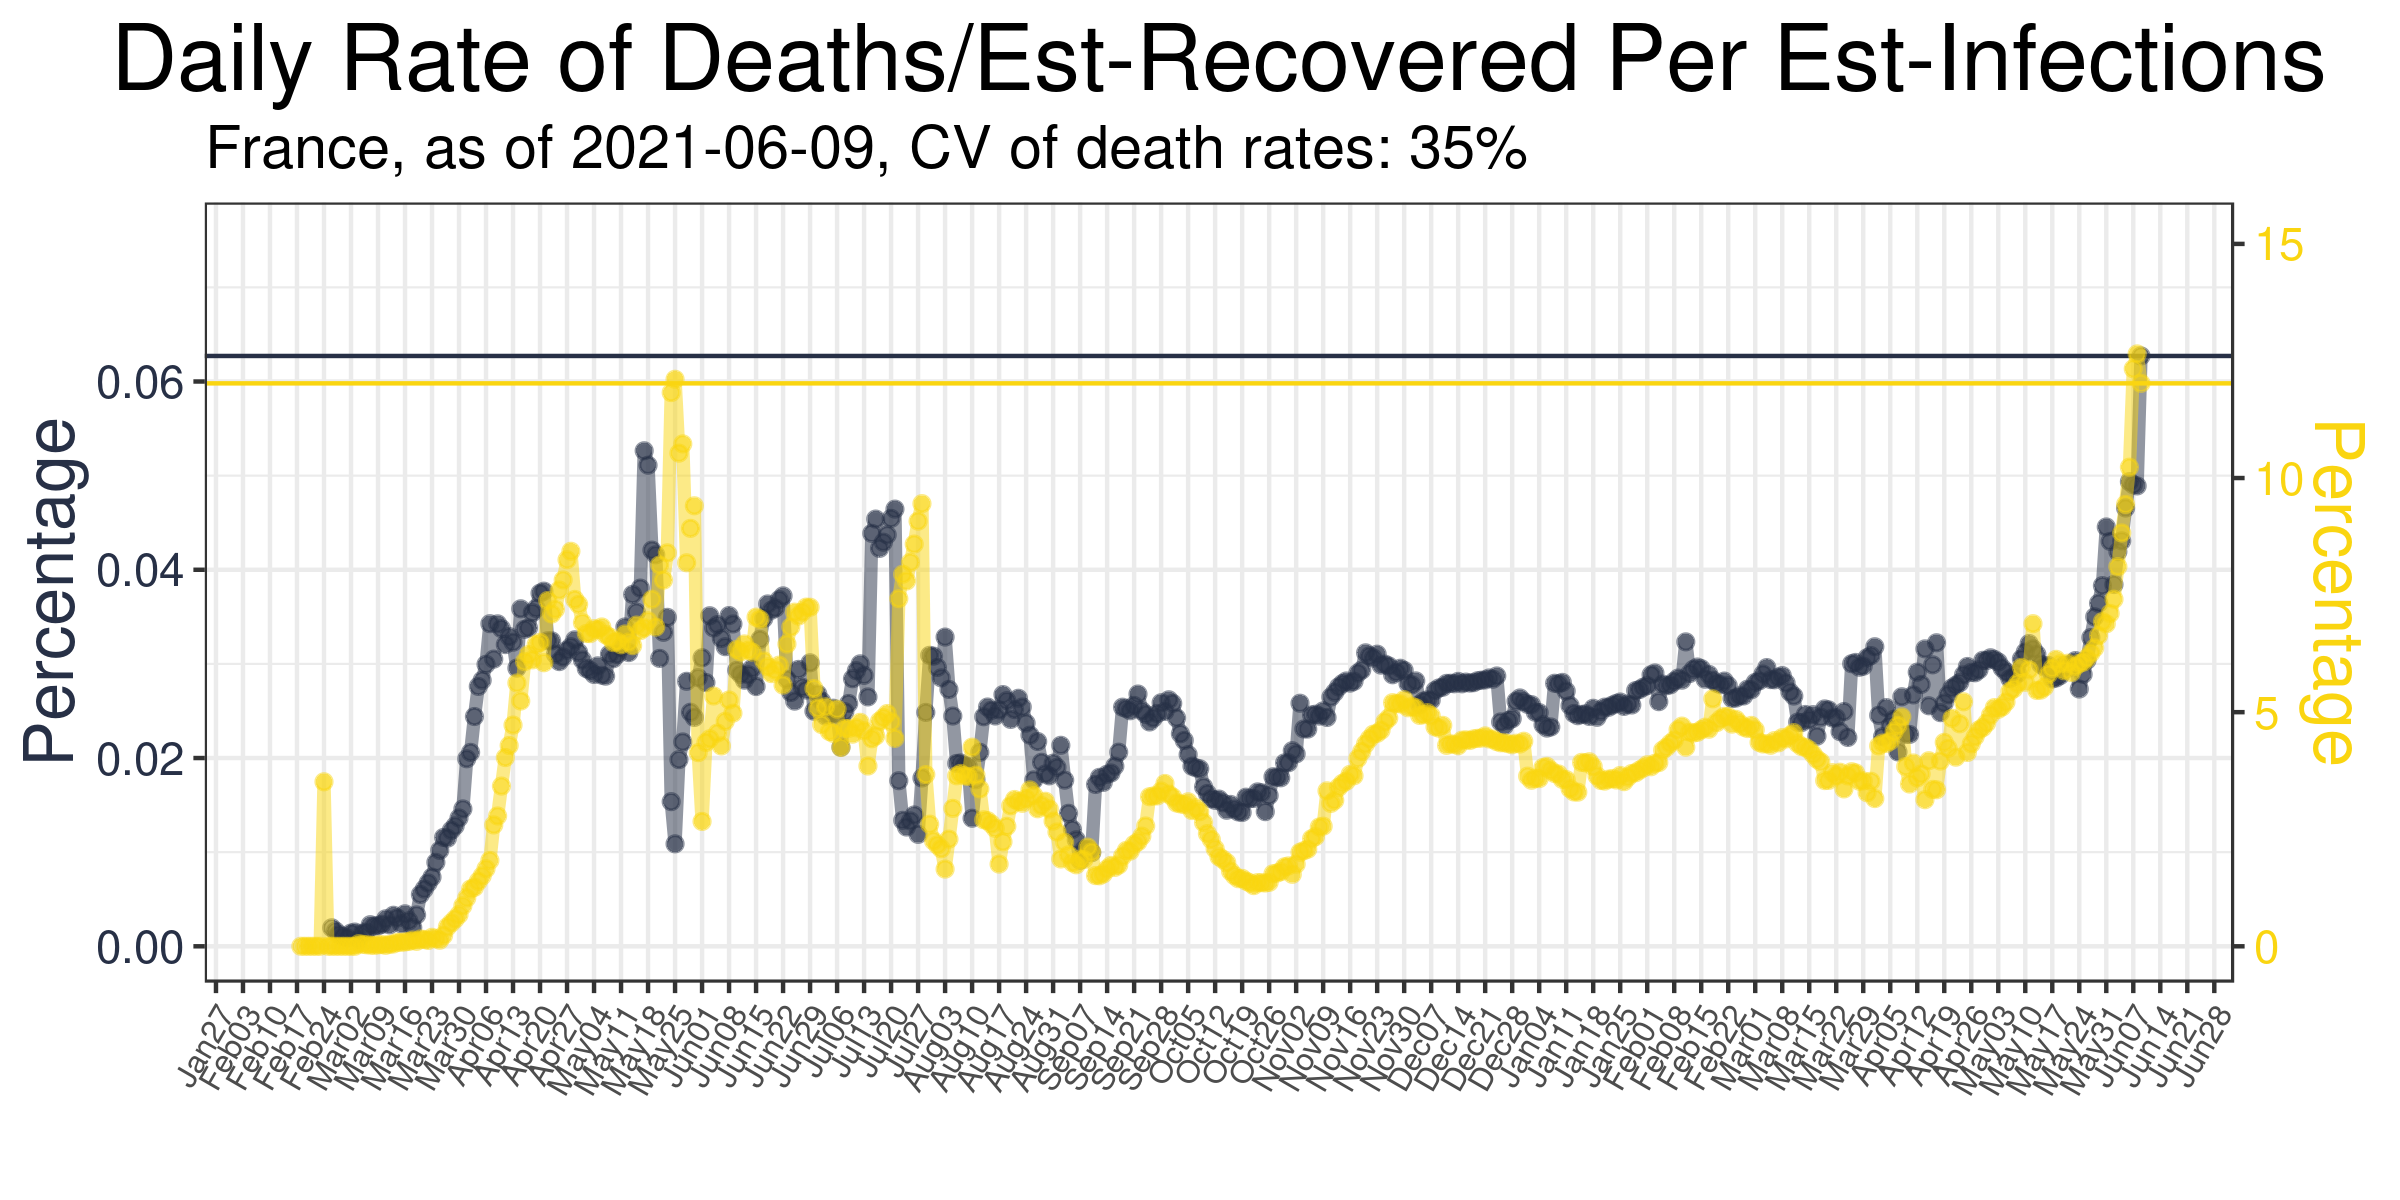 Daily Rate of Deaths/Est-Recovered Per Est-Infections
France, as of 2021-06-09, CV of death rates: 35%
Percentage
0.06
0.04
0.02
0.00
15
10
5
0
Percentage
Jan27
Feb03
Feb10
Feb17
Feb24
Mar02
Mar09
Mar16
Mar23
Mar30
Apr06
Apr13
Apr20
Apr27
May04
May11
May18
May25
Jun01
Jun08
Jun15
Jun22
Jun29
Jul06
Jul13
Jul20
Jul27
Aug03
Aug10
Aug17
Aug24
Aug31
Sep07
Sep14
Sep21
Sep28
Oct05
Oct12
Oct19
Oct26
Nov02
Nov09
Nov16
Nov23
Nov30
Dec07
Dec14
Dec21
Dec28
Jan04
Jan11
Jan18
Jan25
Feb01
Feb08
Feb15
Feb22
Mar01
Mar08
Mar15
Mar22
Mar29
Apr05
Apr12
Apr19
Apr26
May03
May10
May17
May24
May31
Jun07
Jun14
Jun21
Jun28